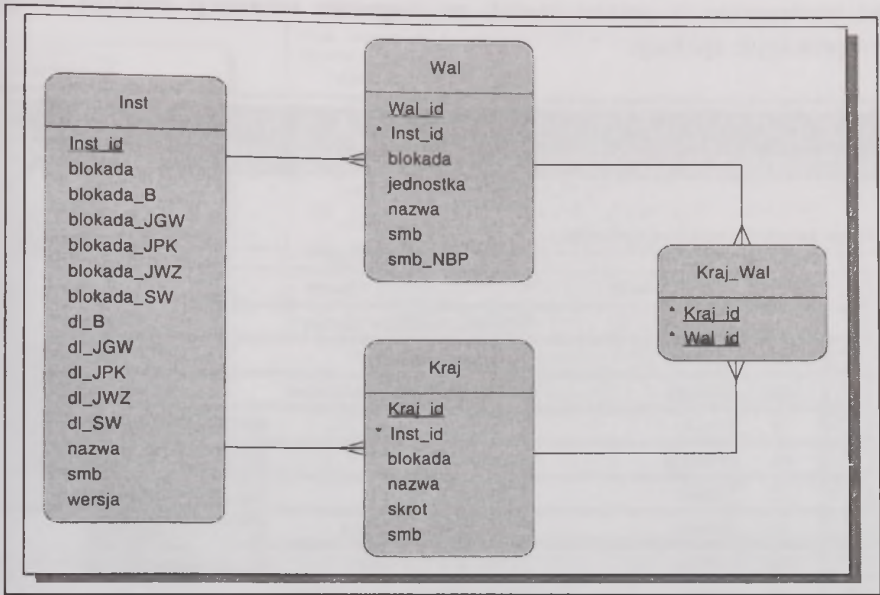 Inst
Inst_id
blokada
blokada_B
blokada_JGW
blokada_JPK
blokada_JWZ
blokada_SW
dl_B
dl_JGW
dl_JPK
dl_JWZ
dl_SW
nazwa
smb
wersja
Wal
Wal_id
* Inst_id
blokada
jednostka
nazwa
smb
smb_NBP
Kraj
Kraj_id
* Inst_id
blokada
nazwa
skrot
smb
Kraj_Wal
* Kraj_id
* Wal_id